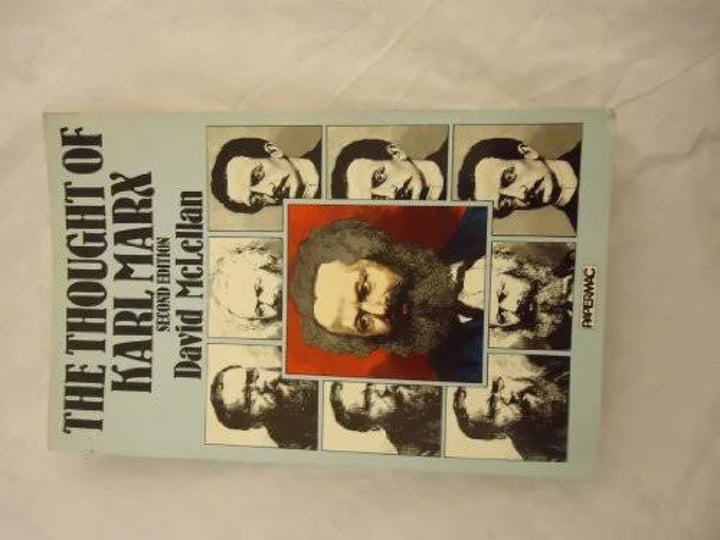 THE THOUGHT OF
KARL MARX
SECOND EDITION
David McLellan
PAPERMAC